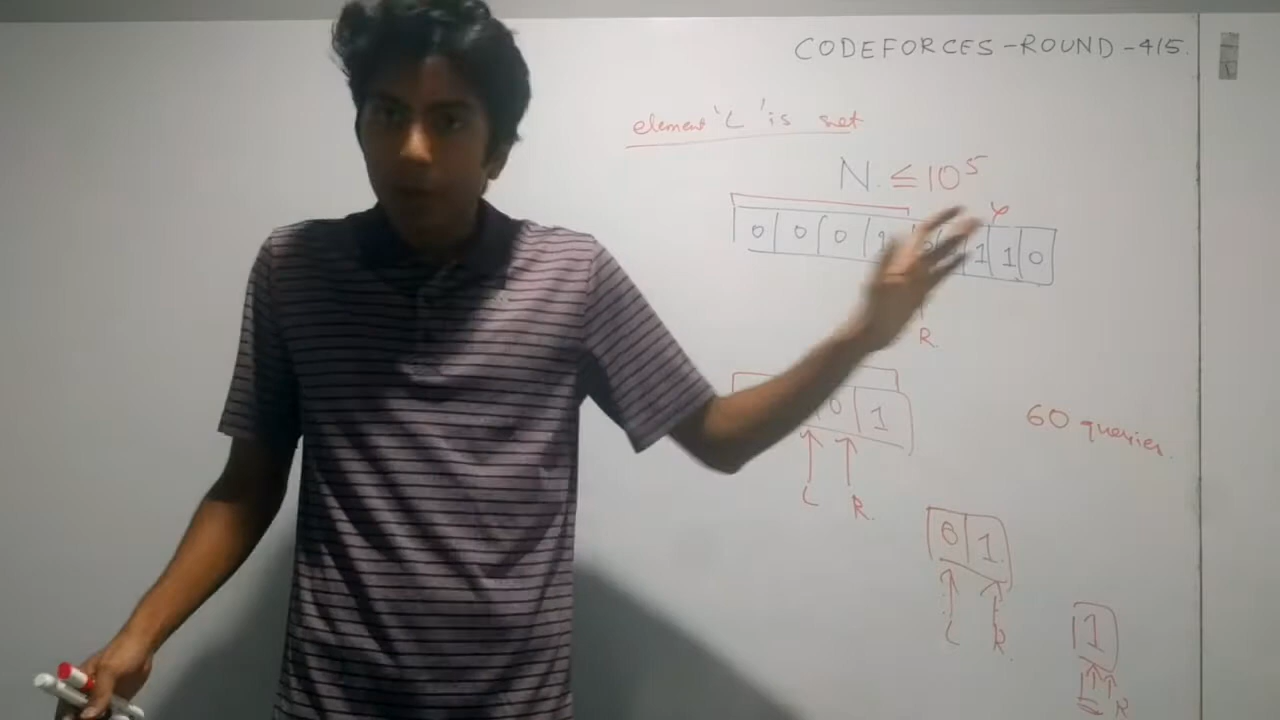 CODEFORCES-ROUND-415.
element 'L' is set
N ≤ 10^5
Y
0 0 0 1 0 1 1 0
R.
0 1
60 queries.
L R.
0 1
L R.
1
R